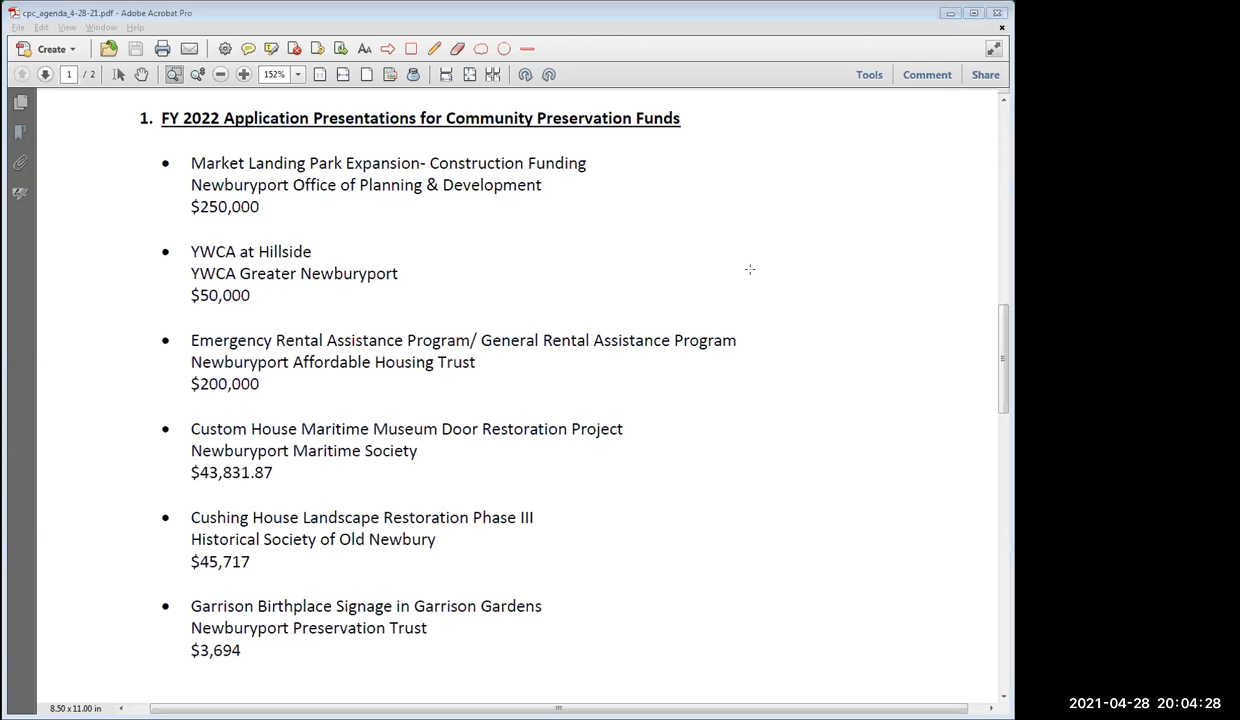 cpc_agenda_4-28-21.pdf - Adobe Acrobat Pro
File Edit View Window Help
Create
1 / 2 152% Tools Comment Share
1. FY 2022 Application Presentations for Community Preservation Funds
• Market Landing Park Expansion- Construction Funding
Newburyport Office of Planning & Development
$250,000
• YWCA at Hillside
YWCA Greater Newburyport
$50,000
• Emergency Rental Assistance Program/ General Rental Assistance Program
Newburyport Affordable Housing Trust
$200,000
• Custom House Maritime Museum Door Restoration Project
Newburyport Maritime Society
$43,831.87
• Cushing House Landscape Restoration Phase III
Historical Society of Old Newbury
$45,717
• Garrison Birthplace Signage in Garrison Gardens
Newburyport Preservation Trust
$3,694
8.50 x 11.00 in
2021-04-28 20:04:28